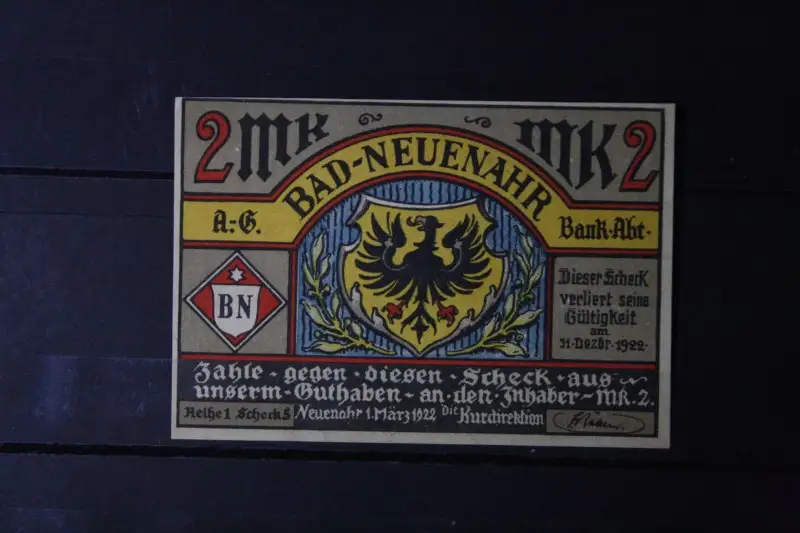 2 MK MK 2
BAD-NEUENAHR
A.-G. Bank-Abt-
BN
Dieser Scheck
verliert seine
Gültigkeit
am
31-Dezbr-1922-
Zahle - gegen - diesen - Scheck - aus
unserm - Guthaben - an - den - Inhaber - mk. 2.
Reihe 1 Scheck 5 Neuenahr 1. März 1922 Die Kurdirektion